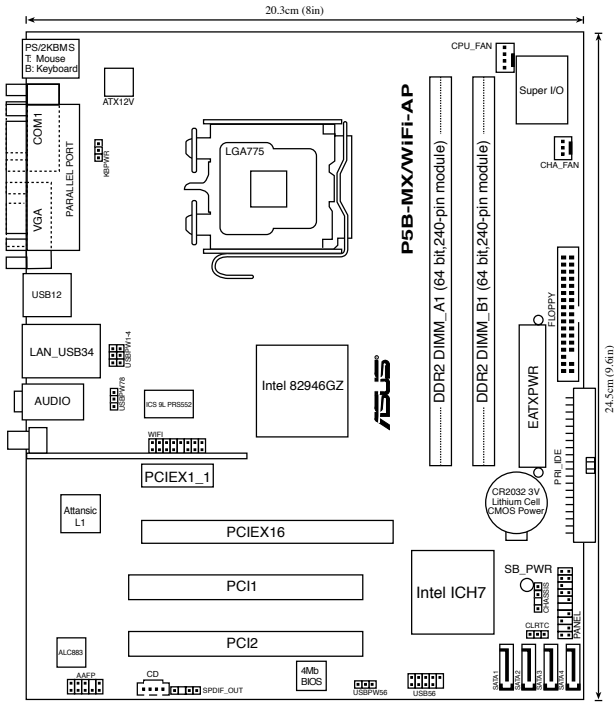 20.3cm (8in)
PS/2KBMS
T: Mouse
B: Keyboard
CPU_FAN
Super I/O
ATX12V
COM1
PARALLEL PORT
VGA
KBPWR
LGA775
P5B-MX/WiFi-AP
DDR2 DIMM_A1 (64 bit,240-pin module)
DDR2 DIMM_B1 (64 bit,240-pin module)
CHA_FAN
FLOPPY
24.5cm (9.6in)
USB12
LAN_USB34
USBPW1-4
AUDIO
USBPW78
ICS 9L PRS552
Intel 82946GZ
ASUS
EATXPWR
PRI_IDE
WIFI
PCIEX1_1
CR2032 3V
Lithium Cell
CMOS Power
Attansic
L1
PCIEX16
Intel ICH7
SB_PWR
CHASSIS
PANEL
PCI1
CLRTC
PCI2
ALC883
4Mb
BIOS
SATA1
SATA2
SATA3
SATA4
AAFP
CD
SPDIF_OUT
USBPW56
USB56